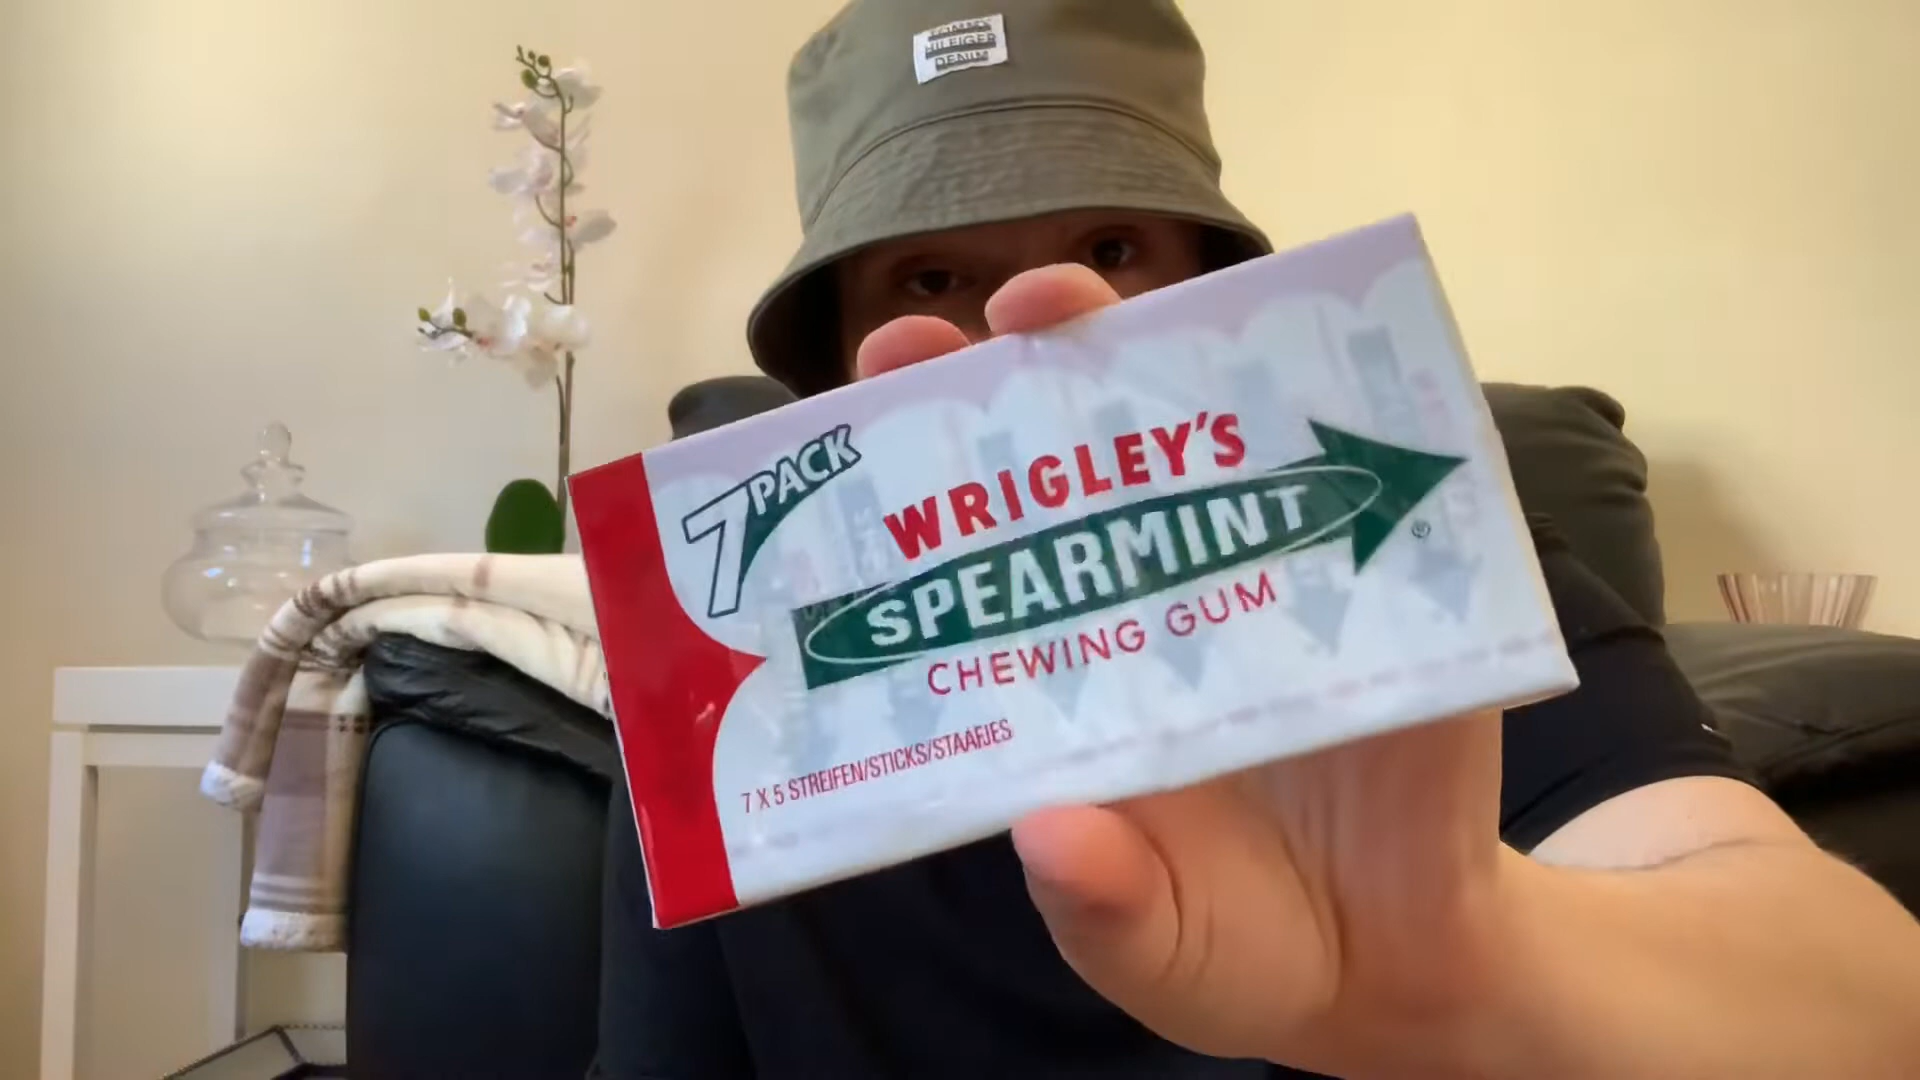 TOMMY
HILFIGER
DENIM
7 PACK
WRIGLEY'S
SPEARMINT
®
CHEWING GUM
7 X 5 STREIFEN/STICKS/STAAFJES